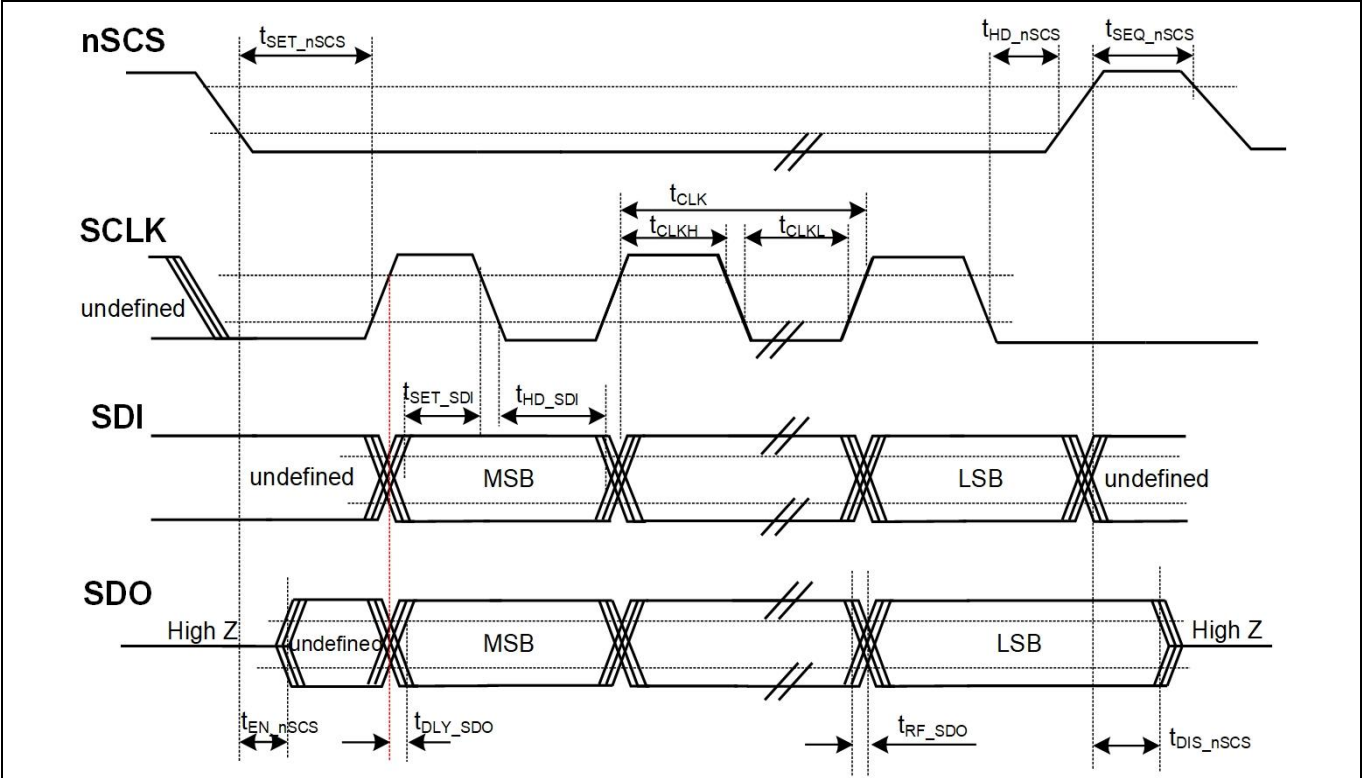 nSCS
tSET_nSCS
tHD_nSCS
tSEQ_nSCS
SCLK
tCLK
tCLKH
tCLKL
undefined
SDI
tSET_SDI
tHD_SDI
undefined
MSB
LSB
undefined
SDO
High Z
undefined
MSB
LSB
High Z
tEN_nSCS
tDLY_SDO
tRF_SDO
tDIS_nSCS